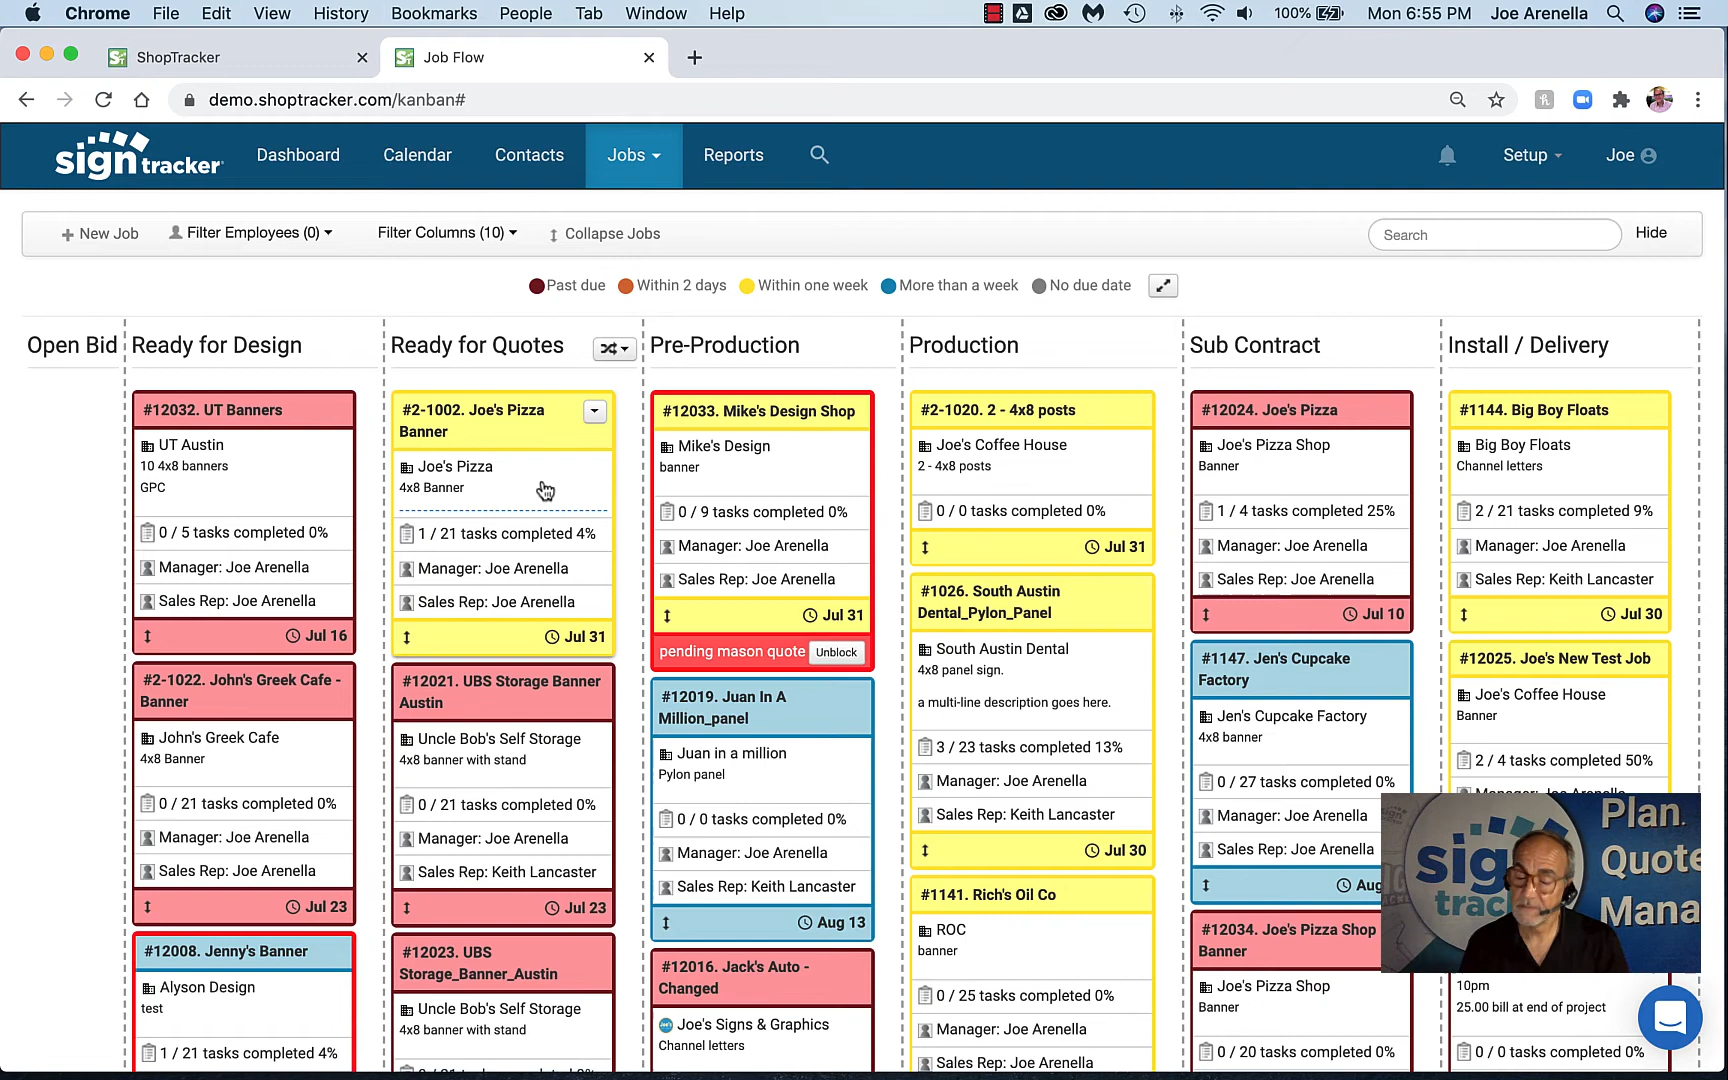 Chrome File Edit View History Bookmarks People Tab Window Help 100% Mon 6:55 PM Joe Arenella
ShopTracker
Job Flow
demo.shoptracker.com/kanban#
sign tracker Dashboard Calendar Contacts Jobs Reports Setup Joe
New Job Filter Employees (0) Filter Columns (10) Collapse Jobs Search Hide
Past due Within 2 days Within one week More than a week No due date
Open Bid
Ready for Design
#12032. UT Banners
UT Austin
10 4x8 banners
GPC
0 / 5 tasks completed 0%
Manager: Joe Arenella
Sales Rep: Joe Arenella
Jul 16
#2-1022. John's Greek Cafe -
Banner
John's Greek Cafe
4x8 Banner
0 / 21 tasks completed 0%
Manager: Joe Arenella
Sales Rep: Joe Arenella
Jul 23
#12008. Jenny's Banner
Alyson Design
test
1 / 21 tasks completed 4%
Ready for Quotes
#2-1002. Joe's Pizza
Banner
Joe's Pizza
4x8 Banner
1 / 21 tasks completed 4%
Manager: Joe Arenella
Sales Rep: Joe Arenella
Jul 31
#12021. UBS Storage Banner
Austin
Uncle Bob's Self Storage
4x8 banner with stand
0 / 21 tasks completed 0%
Manager: Joe Arenella
Sales Rep: Keith Lancaster
Jul 23
#12023. UBS
Storage_Banner_Austin
Uncle Bob's Self Storage
4x8 banner with stand
Pre-Production
#12033. Mike's Design Shop
Mike's Design
banner
0 / 9 tasks completed 0%
Manager: Joe Arenella
Sales Rep: Joe Arenella
Jul 31
pending mason quote Unblock
#12019. Juan In A
Million_panel
Juan in a million
Pylon panel
0 / 0 tasks completed 0%
Manager: Joe Arenella
Sales Rep: Keith Lancaster
Aug 13
#12016. Jack's Auto -
Changed
Joe's Signs & Graphics
Channel letters
Production
#2-1020. 2 - 4x8 posts
Joe's Coffee House
2 - 4x8 posts
0 / 0 tasks completed 0%
Jul 31
#1026. South Austin
Dental_Pylon_Panel
South Austin Dental
4x8 panel sign.
a multi-line description goes here.
3 / 23 tasks completed 13%
Manager: Joe Arenella
Sales Rep: Keith Lancaster
Jul 30
#1141. Rich's Oil Co
ROC
banner
0 / 25 tasks completed 0%
Manager: Joe Arenella
Sales Rep: Joe Arenella
Sub Contract
#12024. Joe's Pizza
Joe's Pizza Shop
Banner
1 / 4 tasks completed 25%
Manager: Joe Arenella
Sales Rep: Joe Arenella
Jul 10
#1147. Jen's Cupcake
Factory
Jen's Cupcake Factory
4x8 banner
0 / 27 tasks completed 0%
Manager: Joe Arenella
Sales Rep: Joe Arenella
Aug
#12034. Joe's Pizza Shop
Banner
Joe's Pizza Shop
Banner
0 / 20 tasks completed 0%
Install / Delivery
#1144. Big Boy Floats
Big Boy Floats
Channel letters
2 / 21 tasks completed 9%
Manager: Joe Arenella
Sales Rep: Keith Lancaster
Jul 30
#12025. Joe's New Test Job
Joe's Coffee House
Banner
2 / 4 tasks completed 50%
Manager: Joe Arenella
Plan.
Quote
Mana
10pm
25.00 bill at end of project
0 / 0 tasks completed 0%